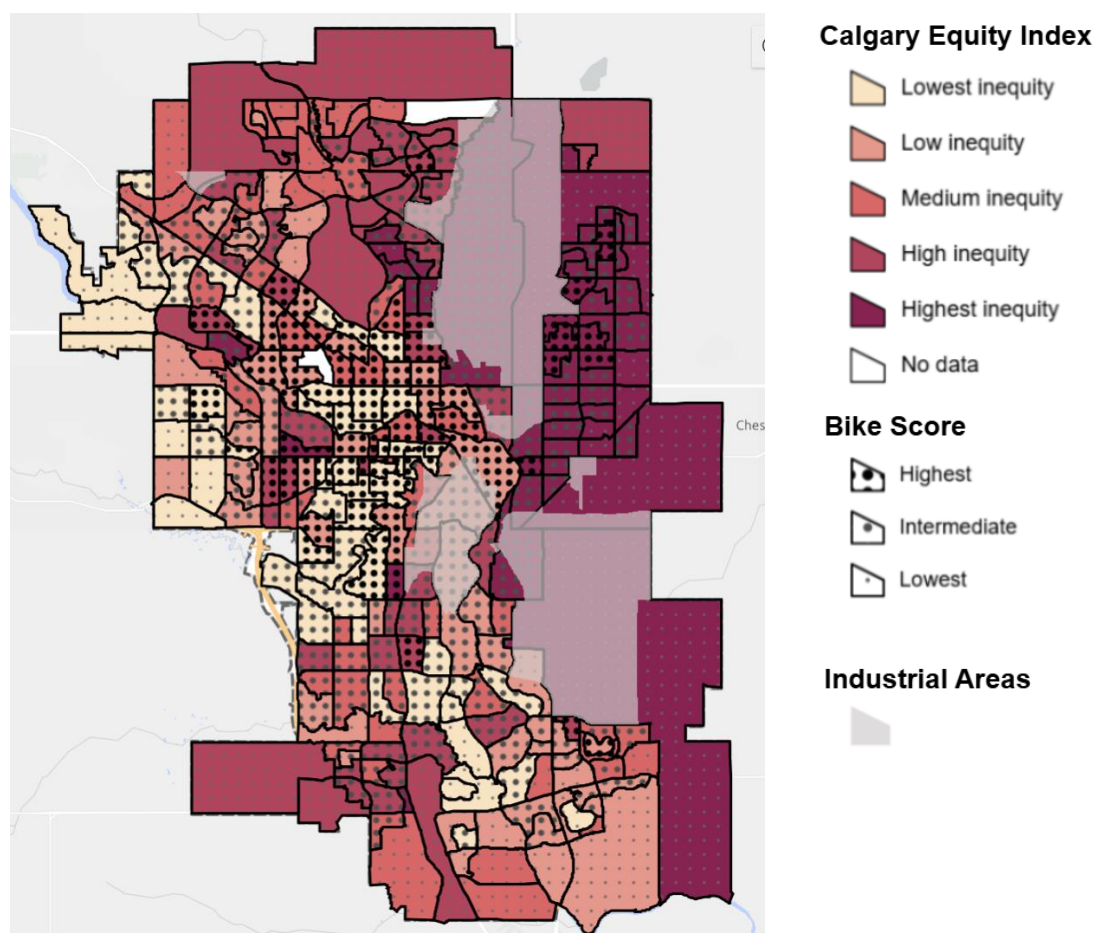 Calgary Equity Index
Lowest inequity
Low inequity
Medium inequity
High inequity
Highest inequity
No data
Bike Score
Highest
Intermediate
Lowest
Industrial Areas
Ches